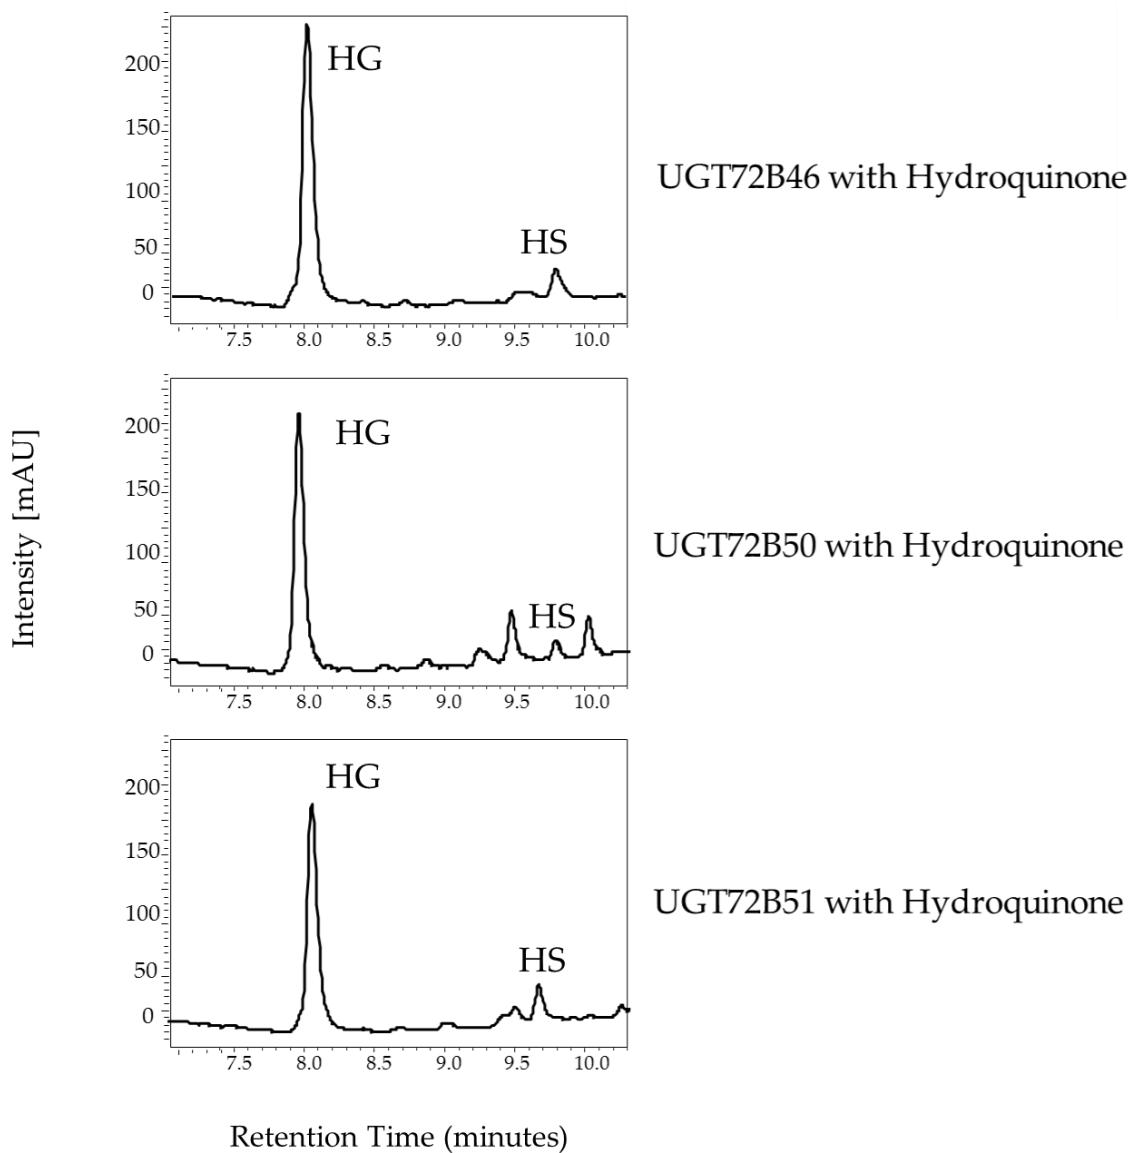 200
150
100
50
0
HG
HS
7.5 8.0 8.5 9.0 9.5 10.0
UGT72B46 with Hydroquinone
200
150
100
50
0
HG
HS
7.5 8.0 8.5 9.0 9.5 10.0
UGT72B50 with Hydroquinone
200
150
100
50
0
HG
HS
7.5 8.0 8.5 9.0 9.5 10.0
UGT72B51 with Hydroquinone
Intensity [mAU]
Retention Time (minutes)